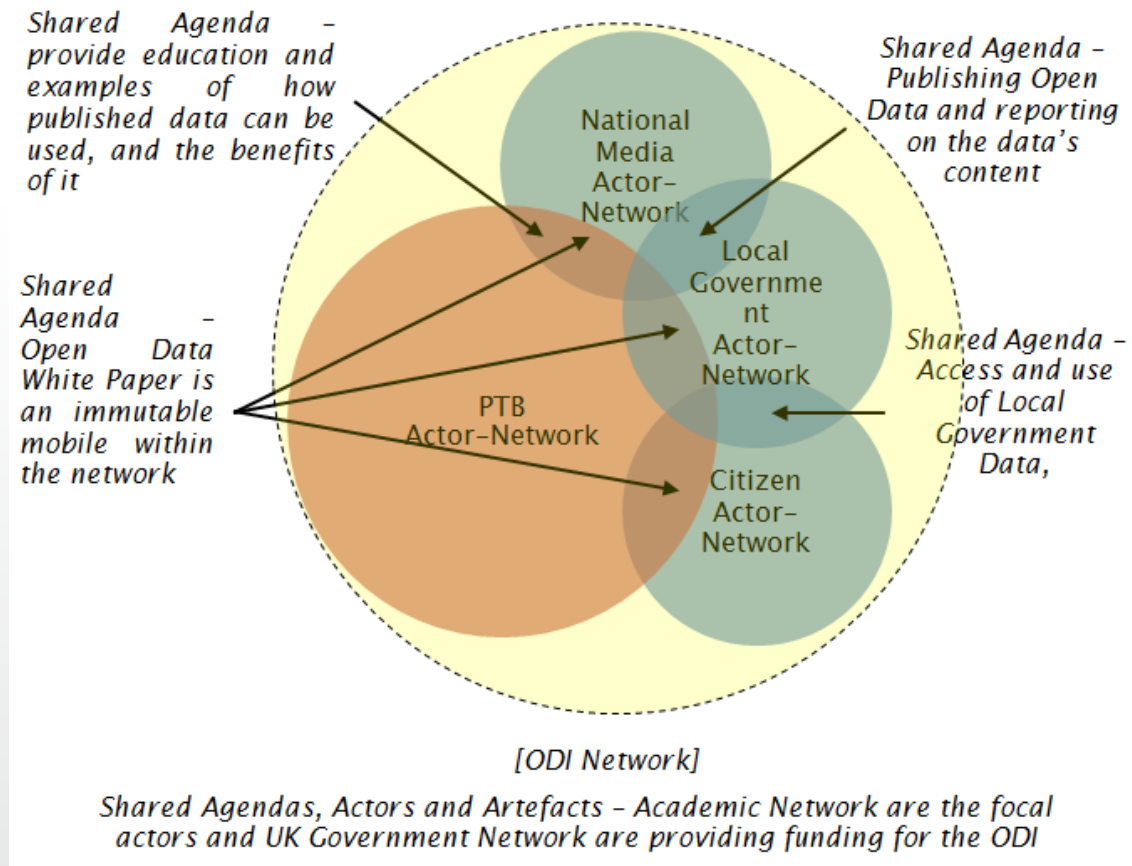 Shared Agenda –
provide education and
examples of how
published data can be
used, and the benefits
of it
Shared Agenda –
Publishing Open
Data and reporting
on the data's
content
National
Media
Actor–
Network
Local
Governme
nt
Actor–
Network
Shared
Agenda –
Open Data
White Paper is
an immutable
mobile within
the network
Shared Agenda –
Access and use
of Local
Government
Data,
PTB
Actor–Network
Citizen
Actor–
Network
[ODI Network]
Shared Agendas, Actors and Artefacts – Academic Network are the focal
actors and UK Government Network are providing funding for the ODI